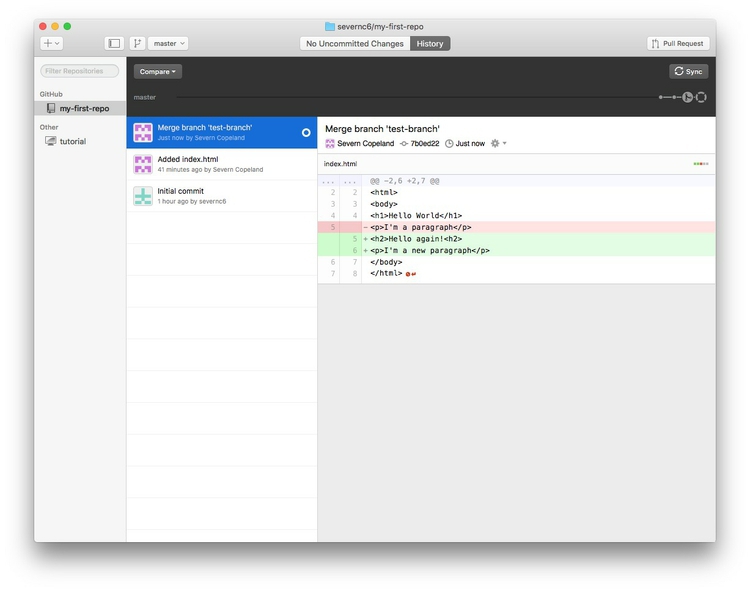 severnc6/my-first-repo
master
No Uncommitted Changes
History
Pull Request
Filter Repositories
Compare
Sync
GitHub
my-first-repo
Other
tutorial
master
Merge branch 'test-branch'
Just now by Severn Copeland
Added index.html
41 minutes ago by Severn Copeland
Initial commit
1 hour ago by severnc6
Merge branch 'test-branch'
Severn Copeland 7b0ed22 Just now
index.html
... ... @@ -2,6 +2,7 @@
2 2 <html>
3 3 <body>
4 4 <h1>Hello World</h1>
5 -<p>I'm a paragraph</p>
5 +<h2>Hello again!<h2>
6 +<p>I'm a new paragraph</p>
6 7 </body>
7 8 </html>